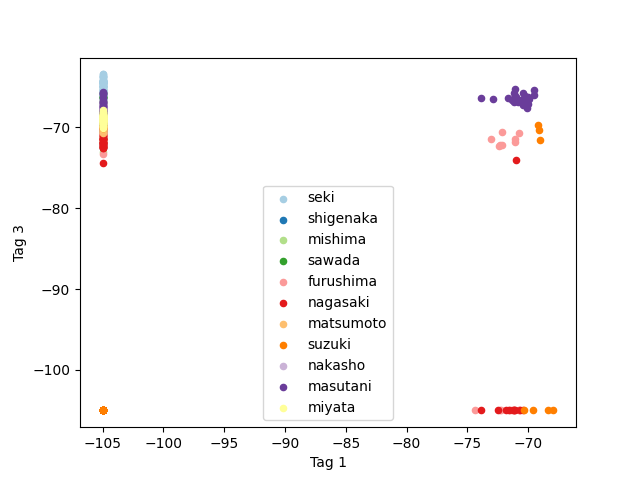 −70
−80
−90
−100
Tag 3
seki
shigenaka
mishima
sawada
furushima
nagasaki
matsumoto
suzuki
nakasho
masutani
miyata
−105 −100 −95 −90 −85 −80 −75 −70
Tag 1